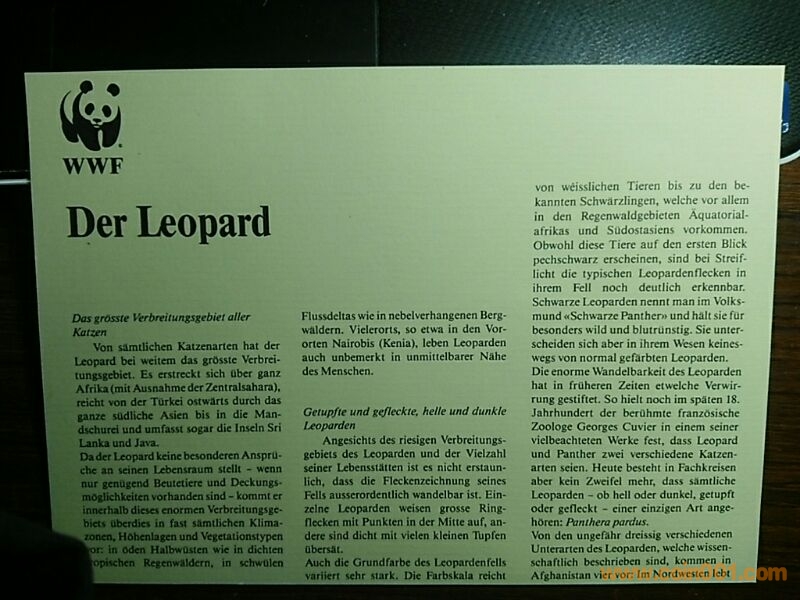 WWF
Der Leopard
Das grösste Verbreitungsgebiet aller
Katzen
Von sämtlichen Katzenarten hat der
Leopard bei weitem das grösste Verbrei-
tungsgebiet. Es erstreckt sich über ganz
Afrika (mit Ausnahme der Zentralsahara),
reicht von der Türkei ostwärts durch das
ganze südliche Asien bis in die Man-
dschurei und umfasst sogar die Inseln Sri
Lanka und Java.
Da der Leopard keine besonderen Ansprü-
che an seinen Lebensraum stellt – wenn
nur genügend Beutetiere und Deckungs-
möglichkeiten vorhanden sind – kommt er
innerhalb dieses enormen Verbreitungsge-
biets überdies in fast sämtlichen Klima-
zonen, Höhenlagen und Vegetationstypen
vor: in öden Halbwüsten wie in dichten
tropischen Regenwäldern, in schwülen
Flussdeltas wie in nebelverhangenen Berg-
wäldern. Vielerorts, so etwa in den Vor-
orten Nairobis (Kenia), leben Leoparden
auch unbemerkt in unmittelbarer Nähe
des Menschen.
Getupfte und gefleckte, helle und dunkle
Leoparden
Angesichts des riesigen Verbreitungs-
gebiets des Leoparden und der Vielzahl
seiner Lebensstätten ist es nicht erstaun-
lich, dass die Fleckenzeichnung seines
Fells ausserordentlich wandelbar ist. Ein-
zelne Leoparden weisen grosse Ring-
flecken mit Punkten in der Mitte auf, an-
dere sind dicht mit vielen kleinen Tupfen
übersät.
Auch die Grundfarbe des Leopardenfells
variiert sehr stark. Die Farbskala reicht
von weisslichen Tieren bis zu den be-
kannten Schwärzlingen, welche vor allem
in den Regenwaldgebieten Äquatorial-
afrikas und Südostasiens vorkommen.
Obwohl diese Tiere auf den ersten Blick
pechschwarz erscheinen, sind bei Streif-
licht die typischen Leopardenflecken in
ihrem Fell noch deutlich erkennbar.
Schwarze Leoparden nennt man im Volks-
mund «Schwarze Panther» und hält sie für
besonders wild und blutrünstig. Sie unter-
scheiden sich aber in ihrem Wesen keines-
wegs von normal gefärbten Leoparden.
Die enorme Wandelbarkeit des Leoparden
hat in früheren Zeiten etwelche Verwir-
rung gestiftet. So hielt noch im späten 18.
Jahrhundert der berühmte französische
Zoologe Georges Cuvier in einem seiner
vielbeachteten Werke fest, dass Leopard
und Panther zwei verschiedene Katzen-
arten seien. Heute besteht in Fachkreisen
aber kein Zweifel mehr, dass sämtliche
Leoparden – ob hell oder dunkel, getupft
oder gefleckt – einer einzigen Art ange-
hören: Panthera pardus.
Von den ungefähr dreissig verschiedenen
Unterarten des Leoparden, welche wissen-
schaftlich beschrieben sind, kommen in
Afghanistan vier vor: Im Nordwesten lebt